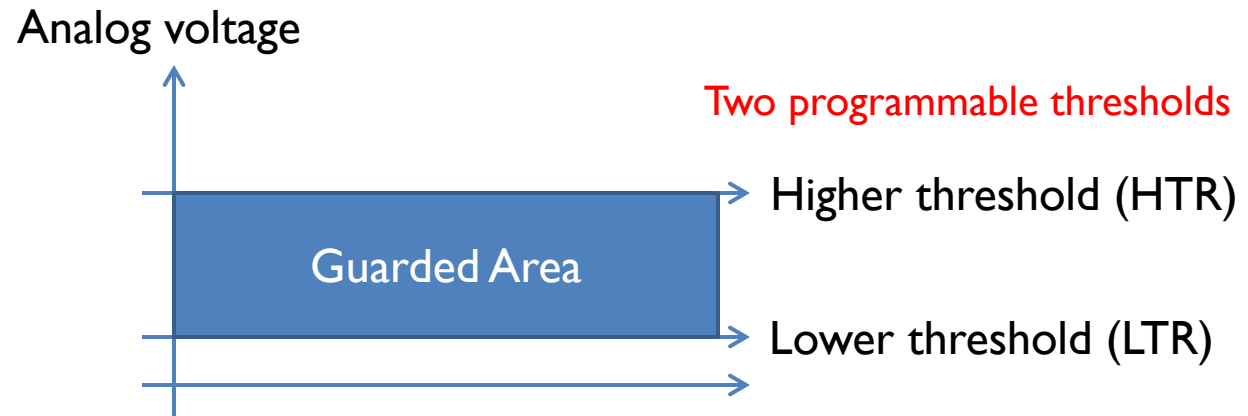 Analog voltage
Two programmable thresholds
Higher threshold (HTR)
Guarded Area
Lower threshold (LTR)